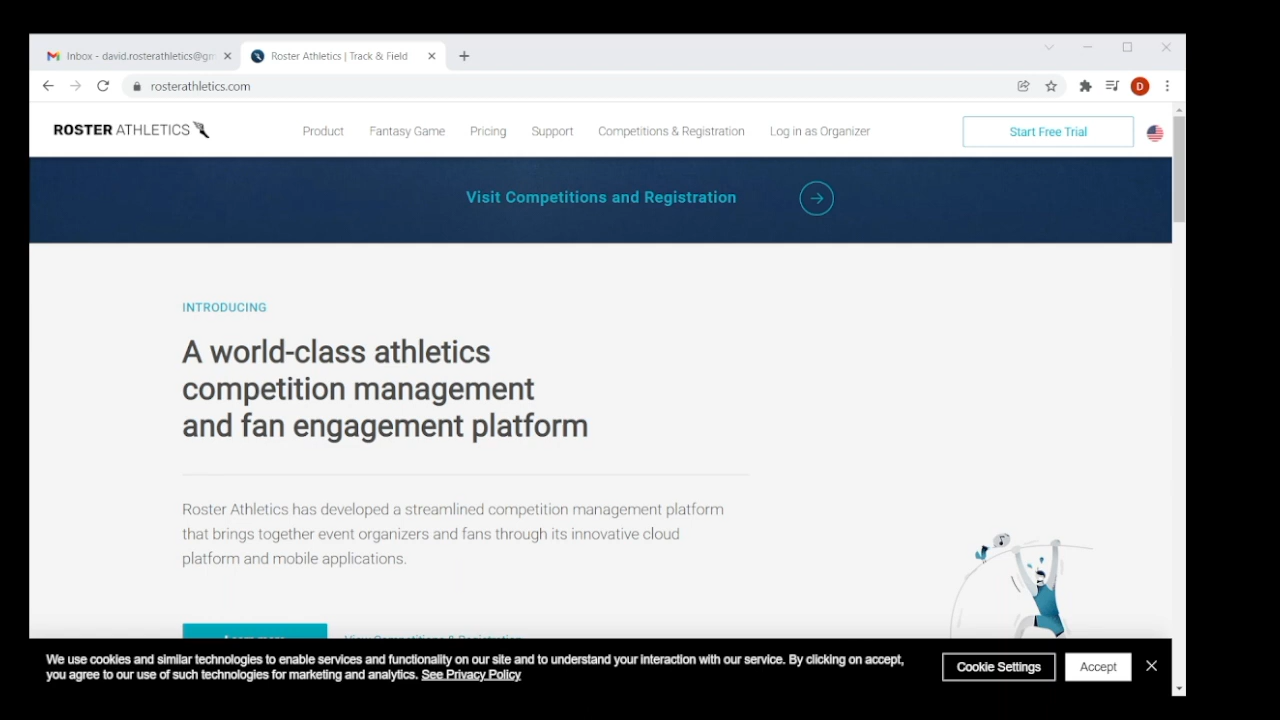 Inbox - david.rosterathletics@gm
Roster Athletics | Track & Field
rosterathletics.com
D
ROSTER ATHLETICS
Product
Fantasy Game
Pricing
Support
Competitions & Registration
Log in as Organizer
Start Free Trial
Visit Competitions and Registration
INTRODUCING
A world-class athletics
competition management
and fan engagement platform
Roster Athletics has developed a streamlined competition management platform
that brings together event organizers and fans through its innovative cloud
platform and mobile applications.
Learn more
View Competitions & Registration
We use cookies and similar technologies to enable services and functionality on our site and to understand your interaction with our service. By clicking on accept,
you agree to our use of such technologies for marketing and analytics. See Privacy Policy
Cookie Settings
Accept